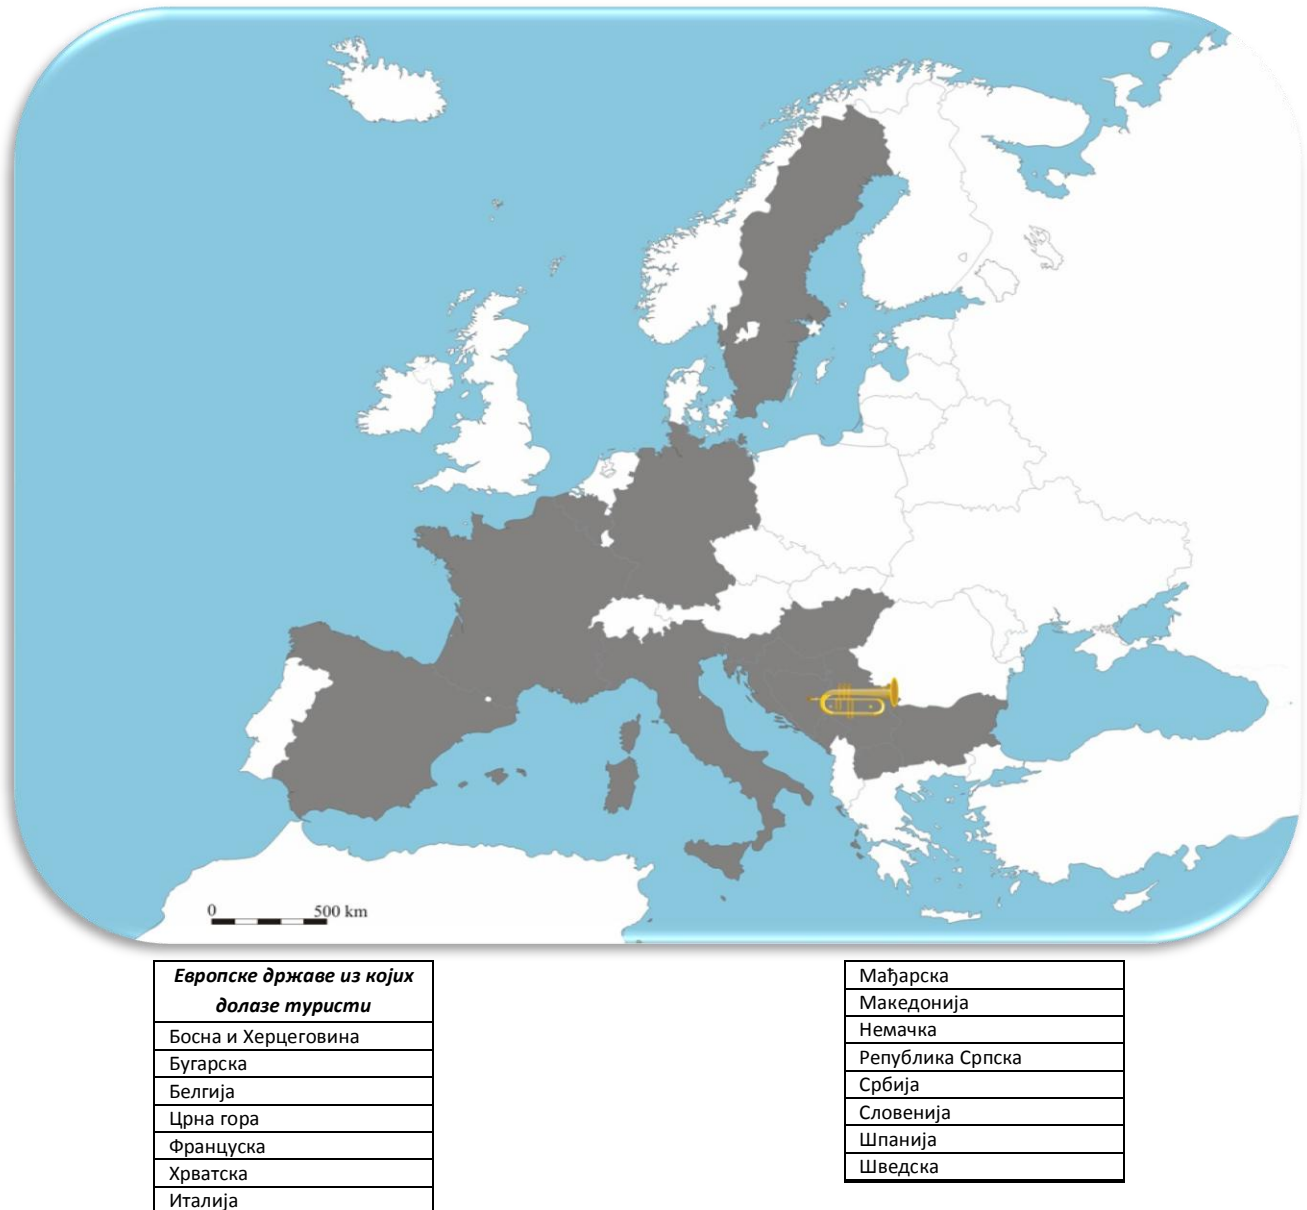 0 500 km
Европске државе из којих
долазе туристи
Босна и Херцеговина
Бугарска
Белгија
Црна гора
Француска
Хрватска
Италија
Мађарска
Македонија
Немачка
Република Српска
Србија
Словенија
Шпанија
Шведска